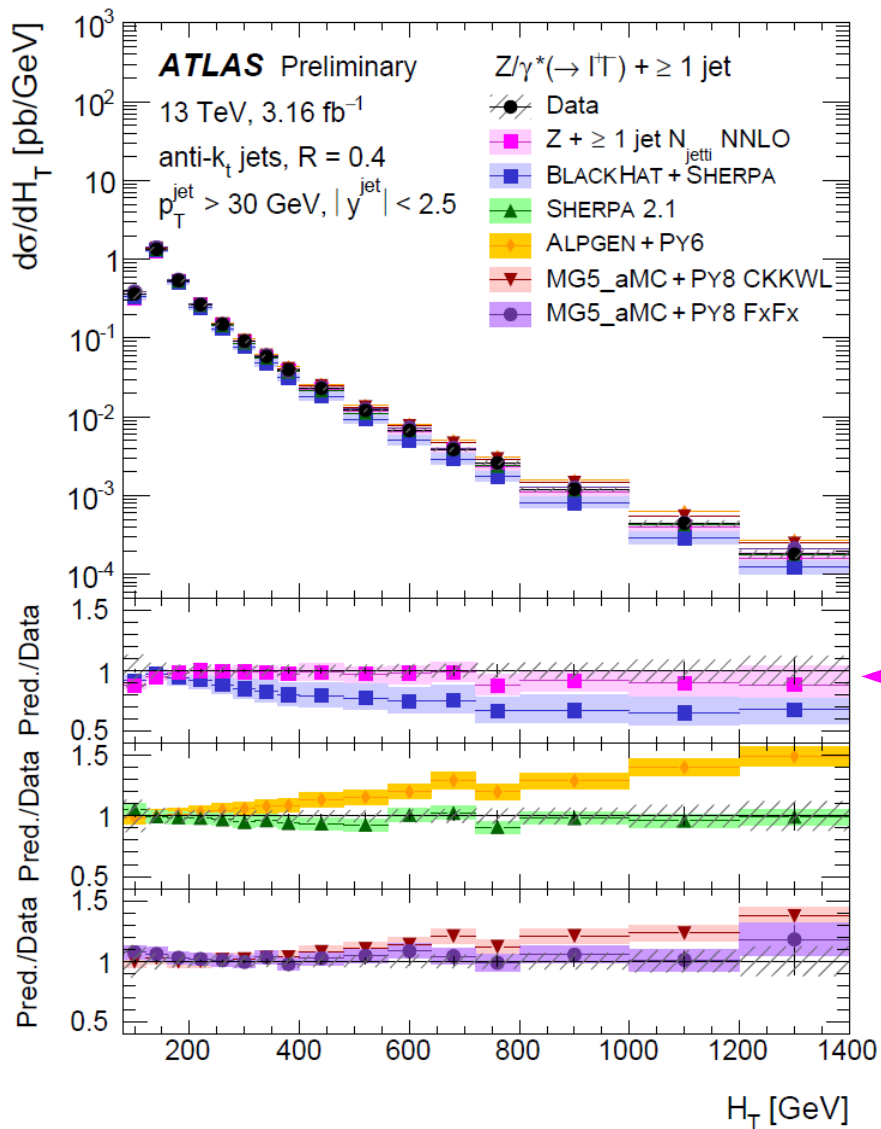 ATLAS Preliminary
13 TeV, 3.16 fb⁻¹
anti-kₜ jets, R = 0.4
p_T^jet > 30 GeV, | y^jet | < 2.5
Z/γ*(→ l⁺l⁻) + ≥ 1 jet
Data
Z + ≥ 1 jet N_jetti NNLO
BLACKHAT + SHERPA
SHERPA 2.1
ALPGEN + PY6
MG5_aMC + PY8 CKKWL
MG5_aMC + PY8 FxFx
dσ/dH_T [pb/GeV]
10³
10²
10
1
10⁻¹
10⁻²
10⁻³
10⁻⁴
Pred./Data
1.5
1
0.5
Pred./Data
1.5
1
0.5
Pred./Data
1.5
1
0.5
200 400 600 800 1000 1200 1400
H_T [GeV]